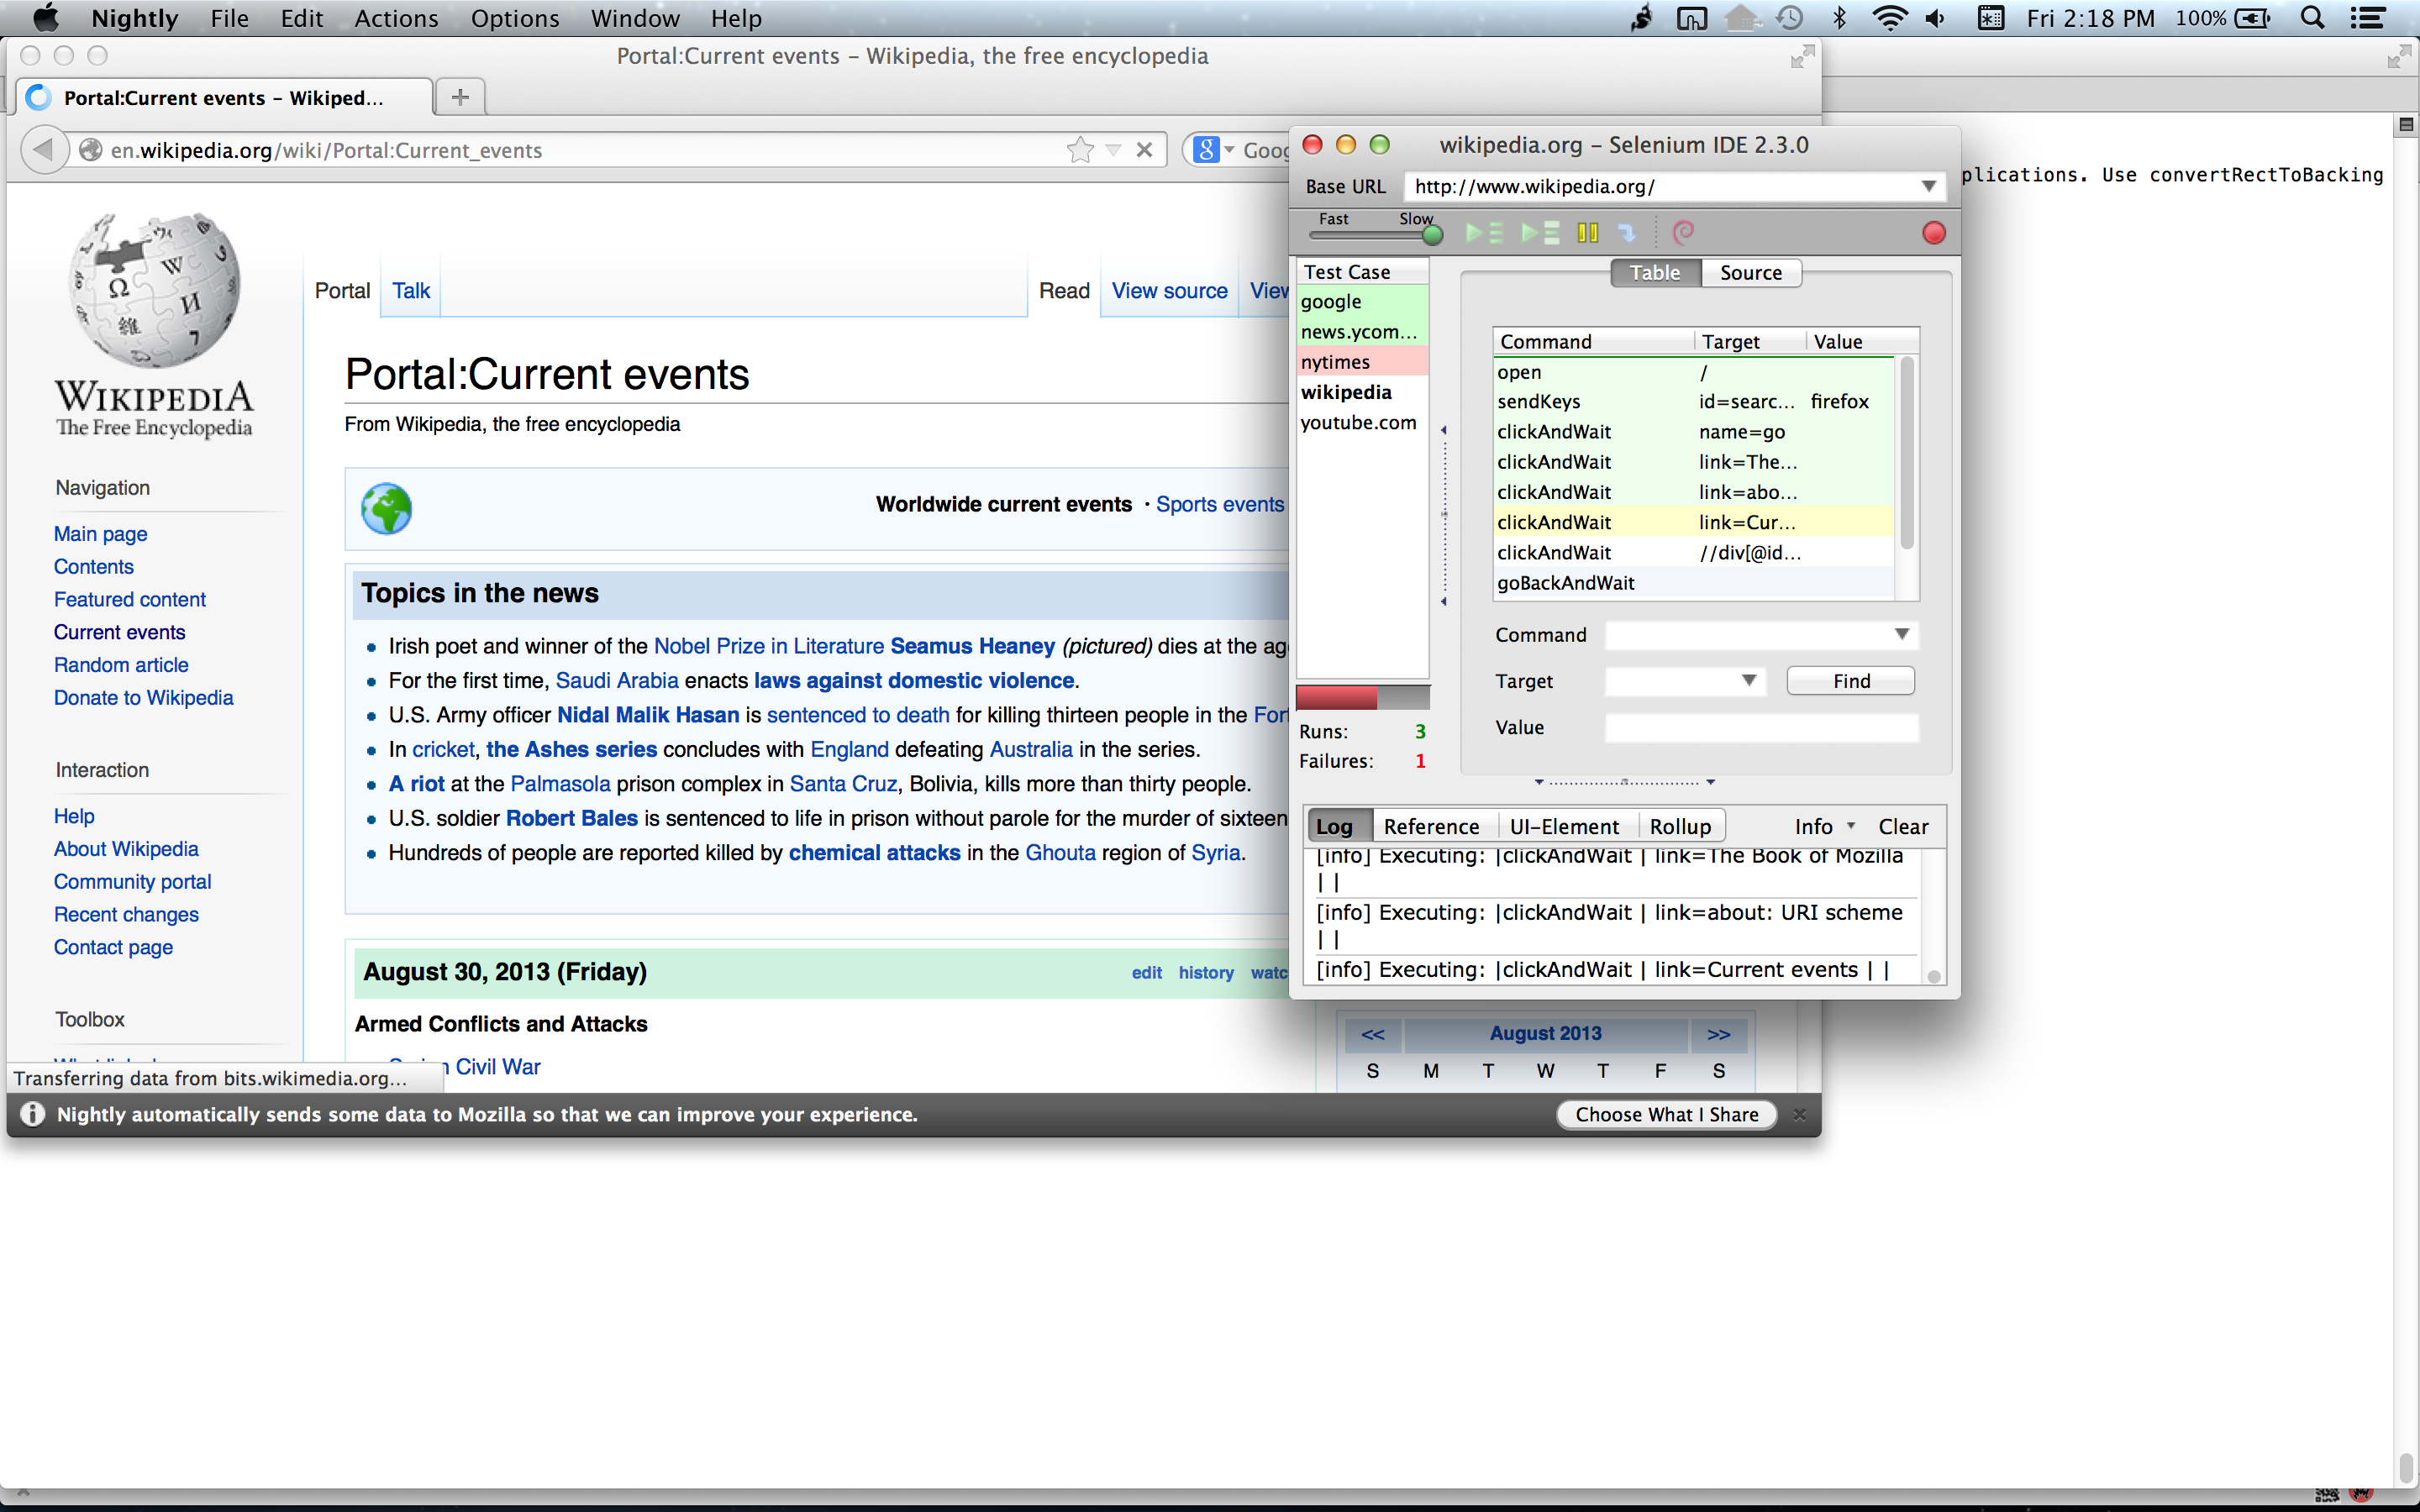 Nightly File Edit Actions Options Window Help Fri 2:18 PM 100%
Portal:Current events – Wikipedia, the free encyclopedia
Portal:Current events – Wikiped...
en.wikipedia.org/wiki/Portal:Current_events
Goog
WIKIPEDIA
The Free Encyclopedia
Navigation
Main page
Contents
Featured content
Current events
Random article
Donate to Wikipedia
Interaction
Help
About Wikipedia
Community portal
Recent changes
Contact page
Toolbox
Portal Talk Read View source View
Portal:Current events
From Wikipedia, the free encyclopedia
Worldwide current events · Sports events
Topics in the news
Irish poet and winner of the Nobel Prize in Literature Seamus Heaney (pictured) dies at the ag
For the first time, Saudi Arabia enacts laws against domestic violence.
U.S. Army officer Nidal Malik Hasan is sentenced to death for killing thirteen people in the Fort
In cricket, the Ashes series concludes with England defeating Australia in the series.
A riot at the Palmasola prison complex in Santa Cruz, Bolivia, kills more than thirty people.
U.S. soldier Robert Bales is sentenced to life in prison without parole for the murder of sixteen
Hundreds of people are reported killed by chemical attacks in the Ghouta region of Syria.
August 30, 2013 (Friday) edit history watc
Armed Conflicts and Attacks
Civil War
<< August 2013 >>
S M T W T F S
Transferring data from bits.wikimedia.org...
Nightly automatically sends some data to Mozilla so that we can improve your experience.
Choose What I Share
wikipedia.org – Selenium IDE 2.3.0
Base URL http://www.wikipedia.org/
Fast Slow
Test Case
google
news.ycom...
nytimes
wikipedia
youtube.com
Runs: 3
Failures: 1
Table Source
Command Target Value
open /
sendKeys id=searc... firefox
clickAndWait name=go
clickAndWait link=The...
clickAndWait link=abo...
clickAndWait link=Cur...
clickAndWait //div[@id...
goBackAndWait
Command
Target Find
Value
Log Reference UI-Element Rollup Info Clear
[info] Executing: |clickAndWait | link=The Book of Mozilla
| |
[info] Executing: |clickAndWait | link=about: URI scheme
| |
[info] Executing: |clickAndWait | link=Current events | |
plications. Use convertRectToBacking